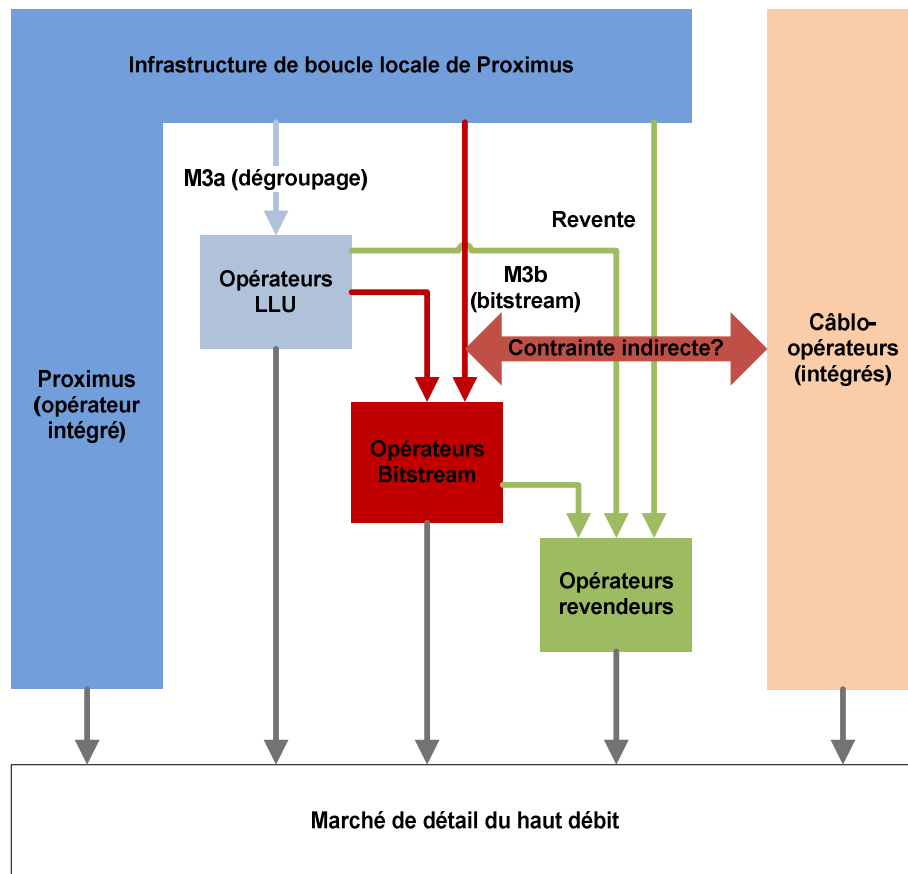 Infrastructure de boucle locale de Proximus
M3a (dégroupage)
Revente
Opérateurs
LLU
M3b
(bitstream)
Contrainte indirecte?
Câblo-
opérateurs
(intégrés)
Proximus
(opérateur
intégré)
Opérateurs
Bitstream
Opérateurs
revendeurs
Marché de détail du haut débit